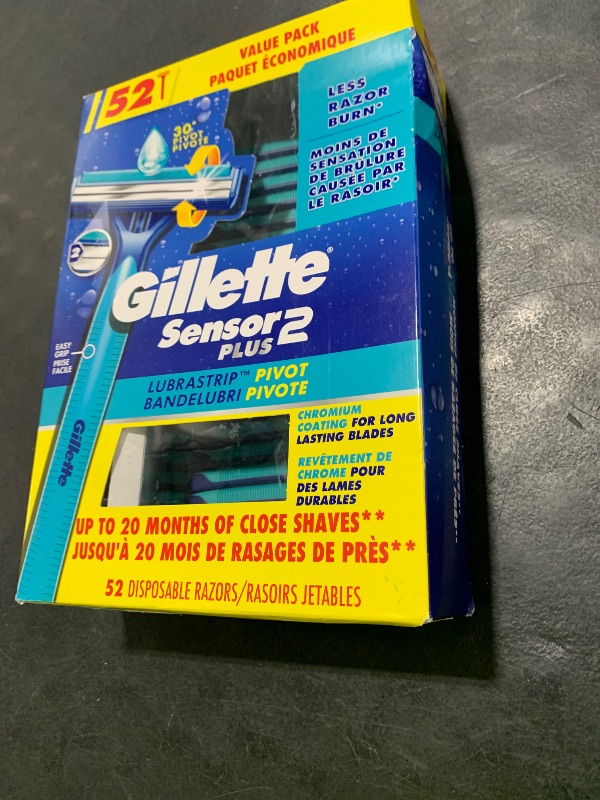 VALUE PACK
PAQUET ÉCONOMIQUE
52
30°
PIVOT
PIVOTE
LESS
RAZOR
BURN*
MOINS DE
SENSATION
DE BRÛLURE
CAUSÉE PAR
LE RASOIR*
2
Gillette®
Sensor2
PLUS
EASY
GRIP
PRISE
FACILE
LUBRASTRIP™ PIVOT
BANDELUBRI PIVOTE
Gillette
CHROMIUM
COATING FOR LONG
LASTING BLADES
REVÊTEMENT DE
CHROME POUR
DES LAMES
DURABLES
UP TO 20 MONTHS OF CLOSE SHAVES**
JUSQU'À 20 MOIS DE RASAGES DE PRÈS**
52 DISPOSABLE RAZORS/RASOIRS JETABLES